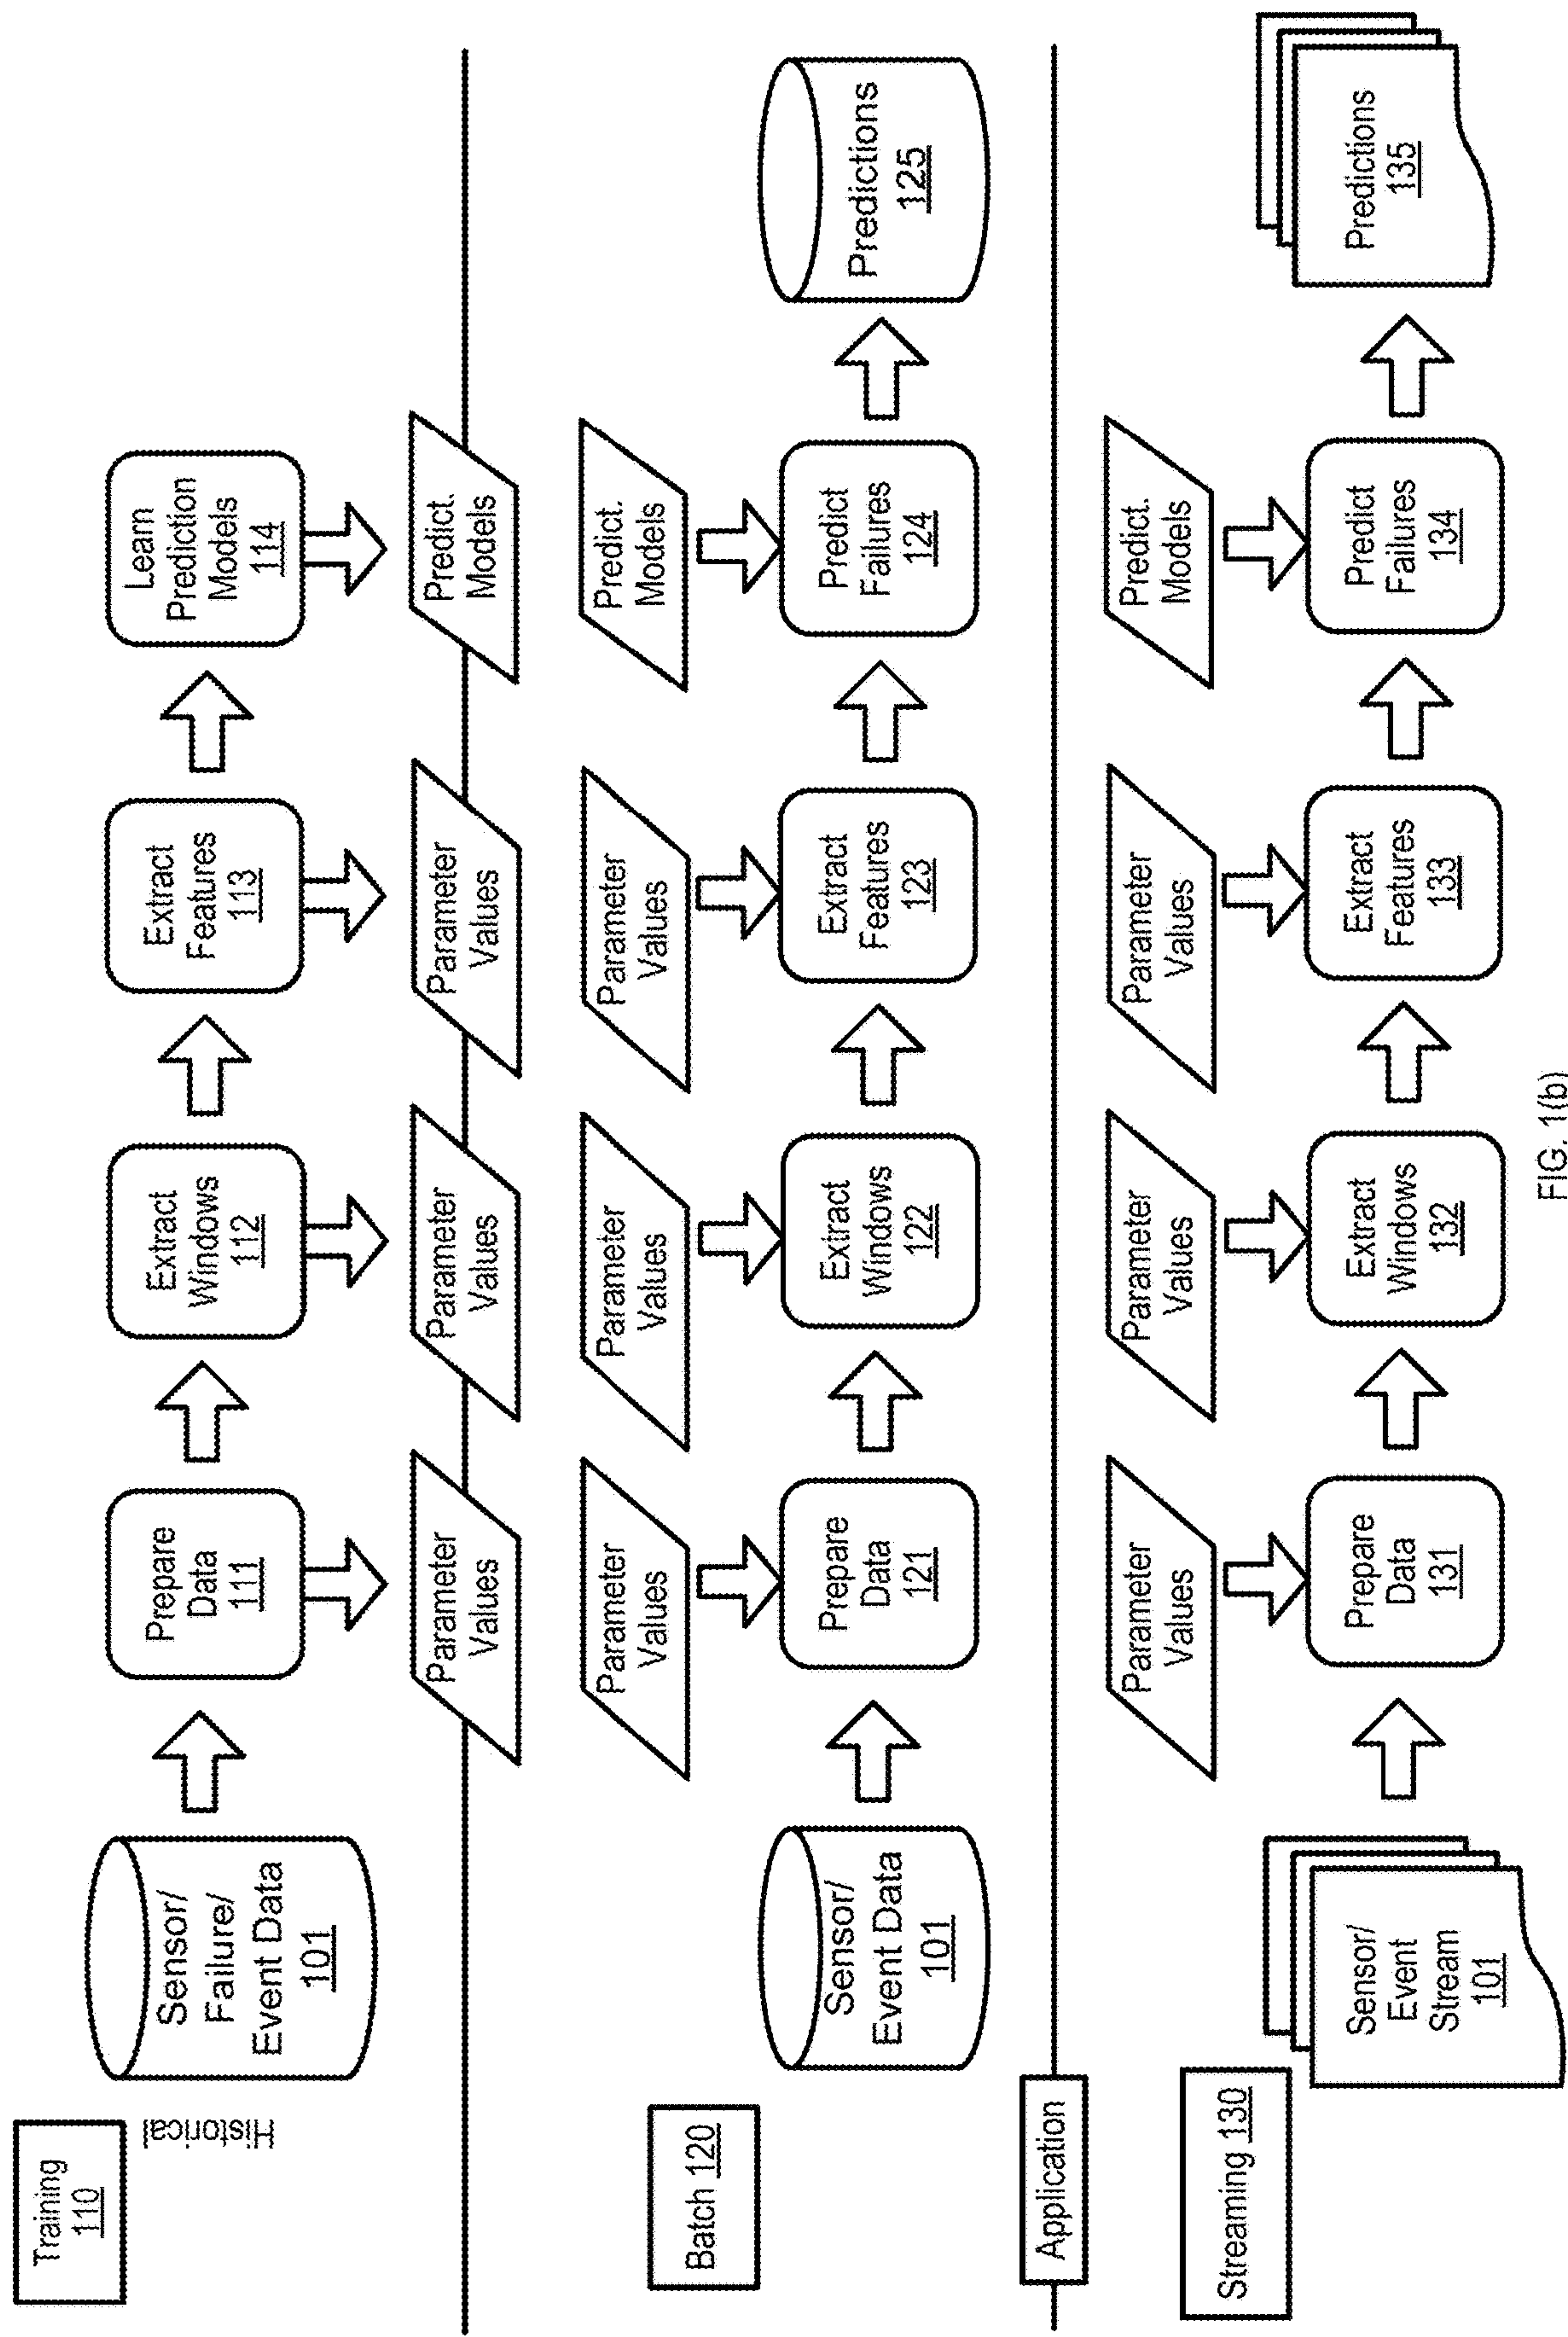 Training
110
Historical
Sensor/
Failure/
Event Data
101
Prepare
Data
111
Extract
Windows
112
Extract
Features
113
Learn
Prediction
Models
114
Parameter
Values
Parameter
Values
Parameter
Values
Predict.
Models
Batch 120
Parameter
Values
Parameter
Values
Parameter
Values
Predict.
Models
Sensor/
Event Data
101
Prepare
Data
121
Extract
Windows
122
Extract
Features
123
Predict
Failures
124
Predictions
125
Application
Streaming 130
Parameter
Values
Parameter
Values
Parameter
Values
Predict.
Models
Sensor/
Event
Stream
101
Prepare
Data
131
Extract
Windows
132
Extract
Features
133
Predict
Failures
134
Predictions
135
FIG. 1(b)